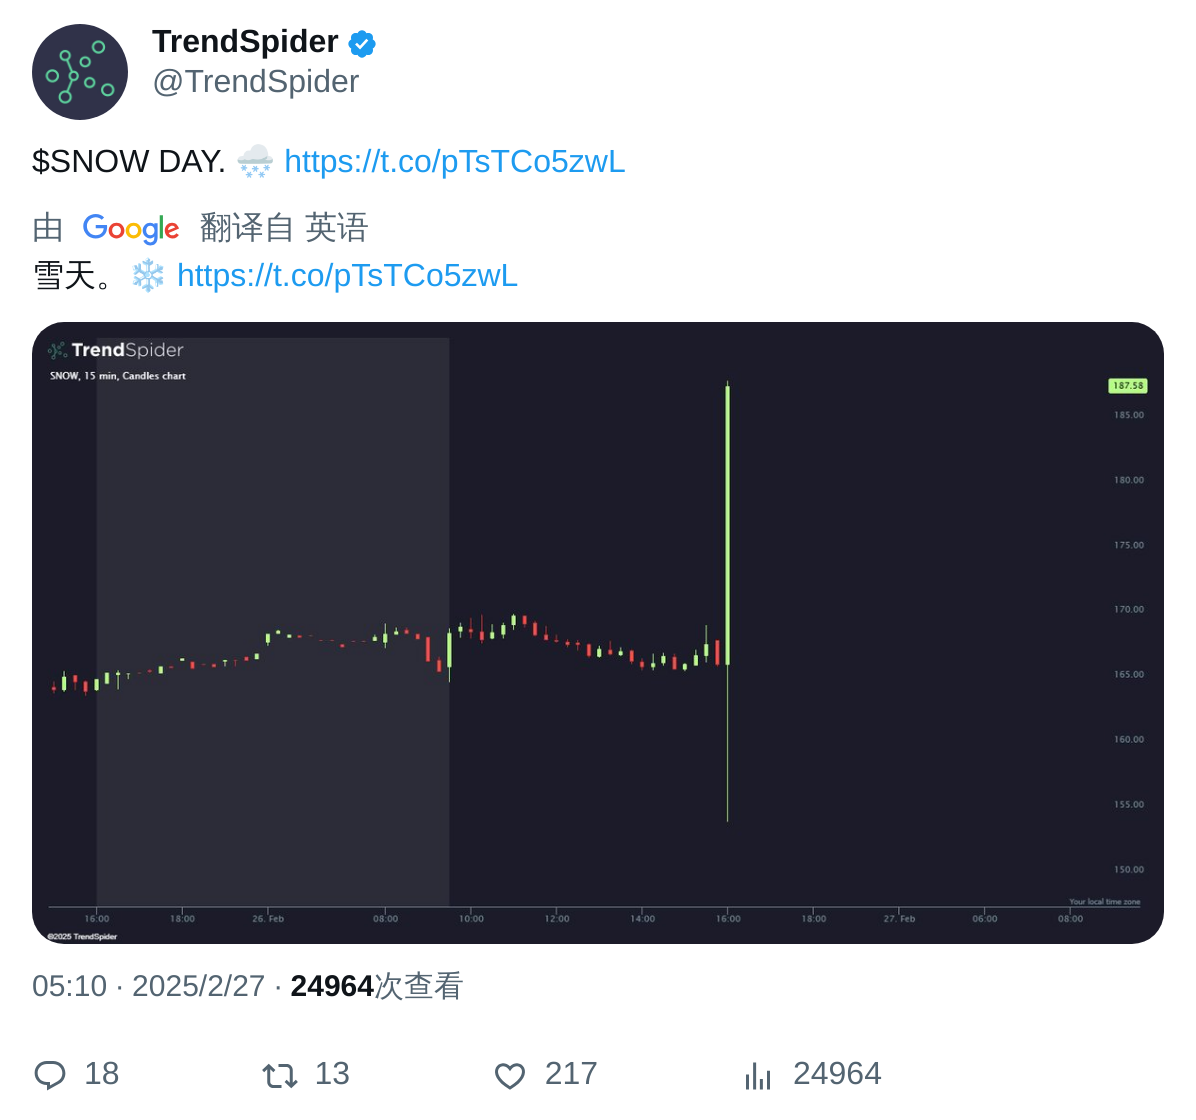 TrendSpider
@TrendSpider
$SNOW DAY. 🌨️ https://t.co/pTsTCo5zwL
由 Google 翻译自 英语
雪天。❄️ https://t.co/pTsTCo5zwL
TrendSpider
SNOW, 15 min, Candles chart
187.58
185.00
180.00
175.00
170.00
165.00
160.00
155.00
150.00
Your local time zone
16:00 18:00 26. Feb 08:00 10:00 12:00 14:00 16:00 18:00 27. Feb 06:00 08:00
©2025 TrendSpider
05:10 · 2025/2/27 · 24964次查看
18 13 217 24964